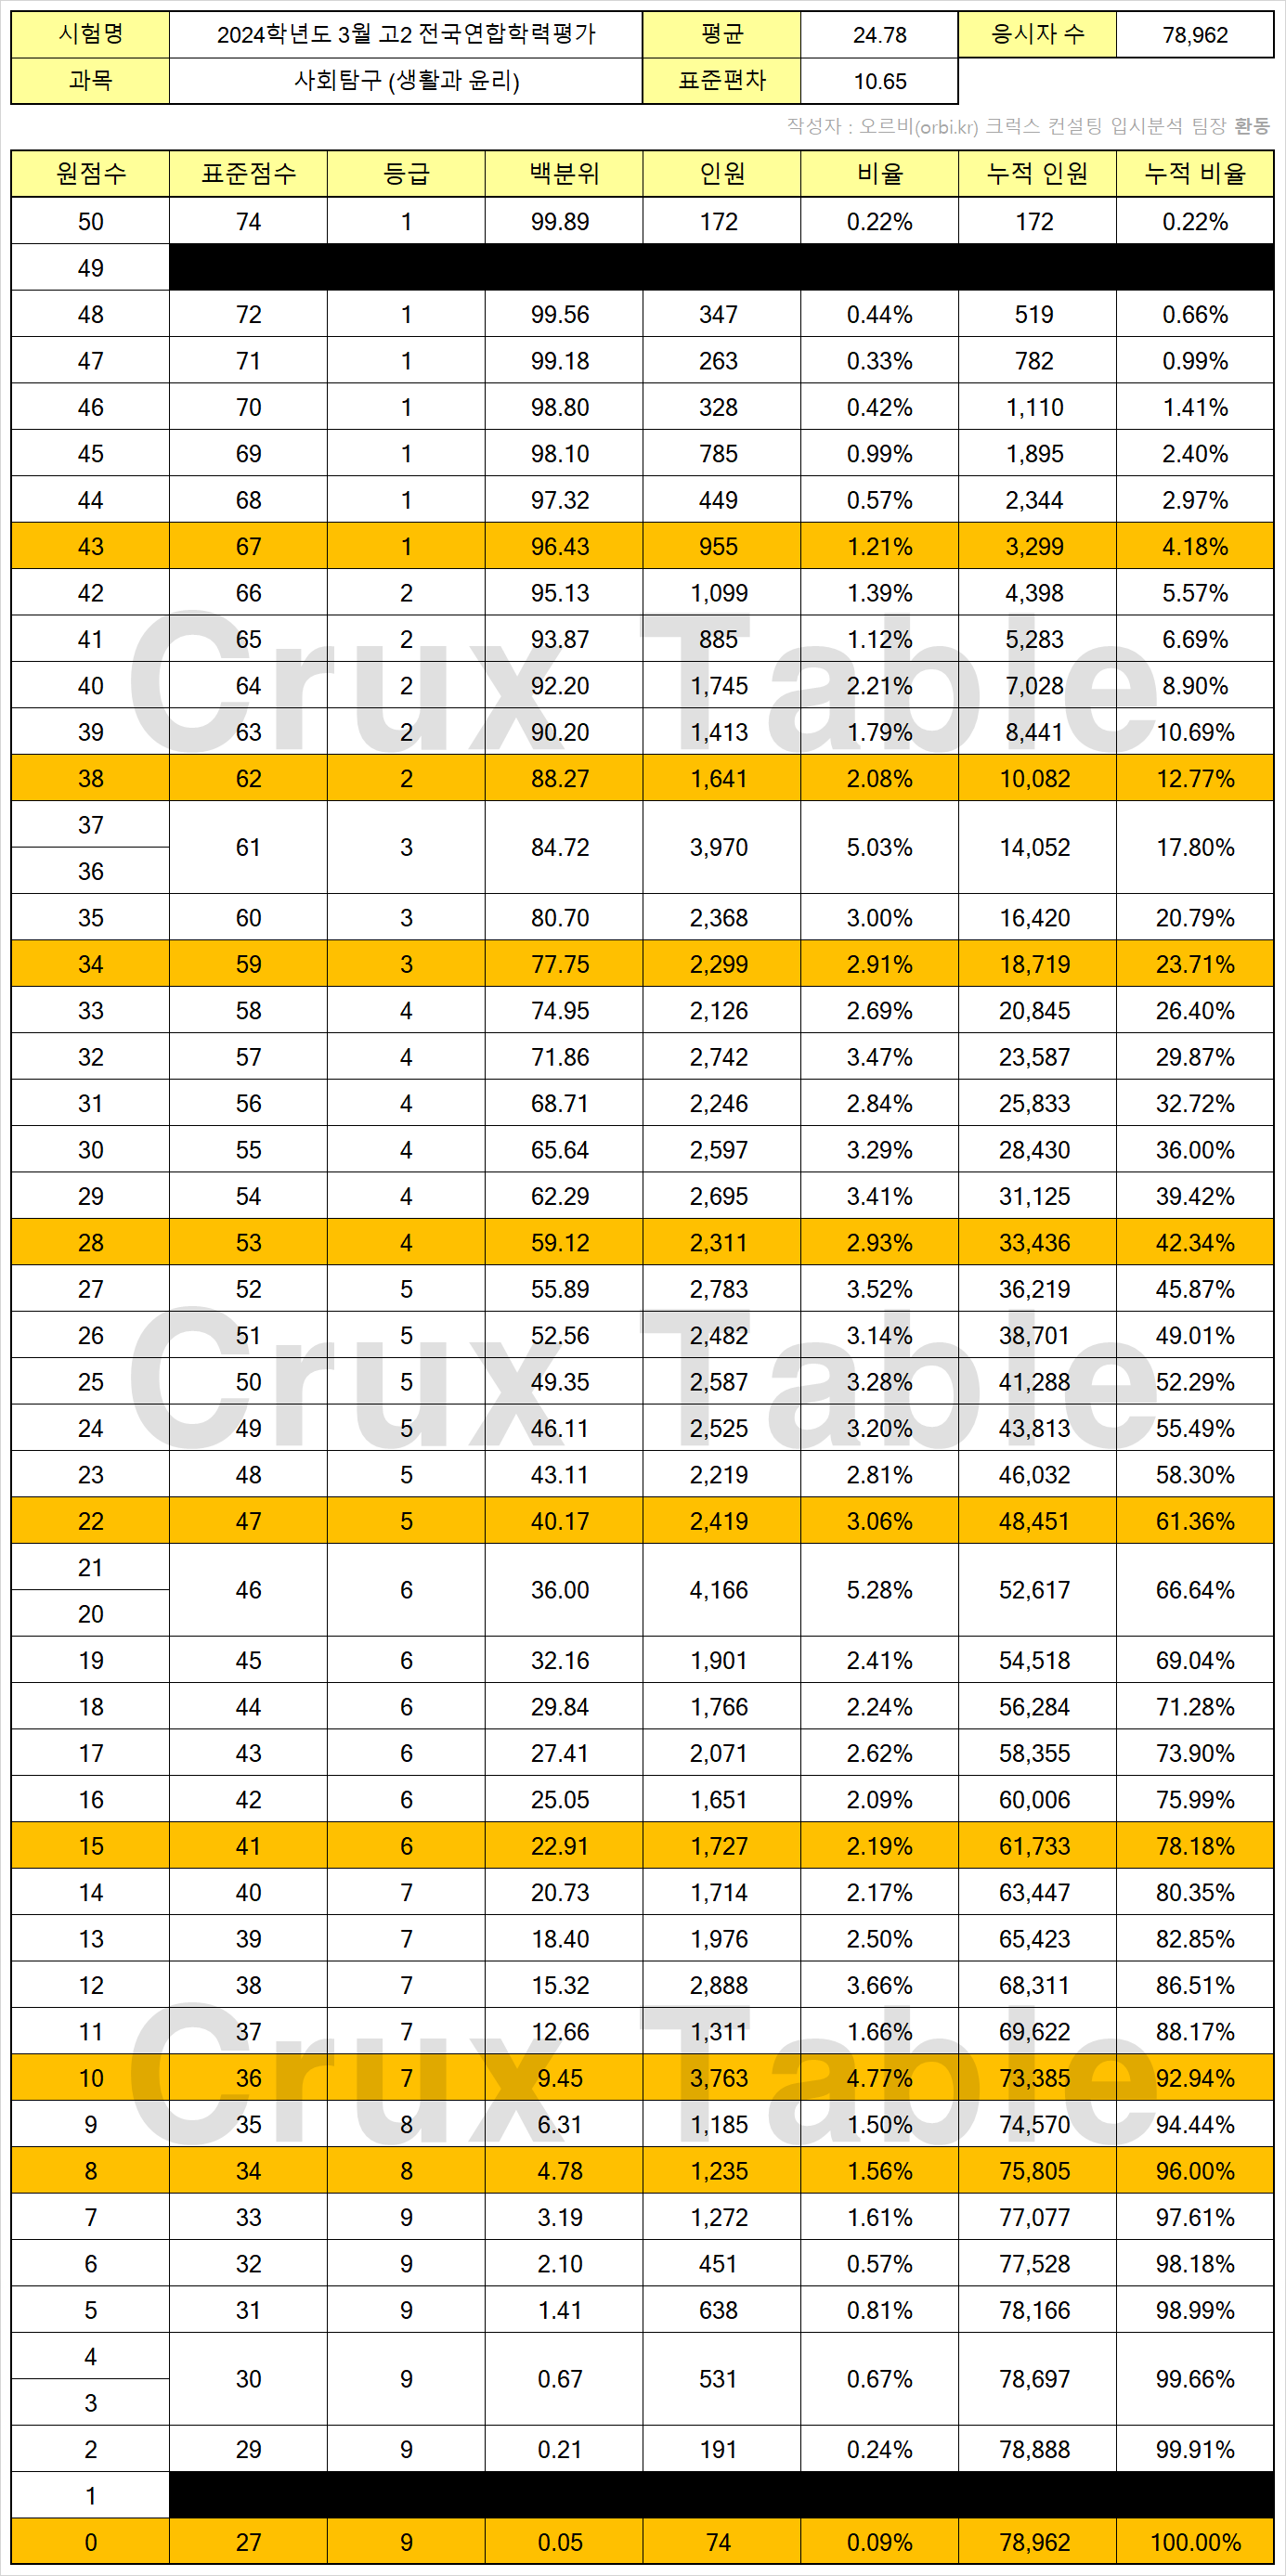 시험명 2024학년도 3월 고2 전국연합학력평가 평균 24.78 응시자 수 78,962
과목 사회탐구 (생활과 윤리) 표준편차 10.65
작성자 : 오르비(orbi.kr) 크럭스 컨설팅 입시분석 팀장 환동
원점수 표준점수 등급 백분위 인원 비율 누적 인원 누적 비율
50 74 1 99.89 172 0.22% 172 0.22%
49
48 72 1 99.56 347 0.44% 519 0.66%
47 71 1 99.18 263 0.33% 782 0.99%
46 70 1 98.80 328 0.42% 1,110 1.41%
45 69 1 98.10 785 0.99% 1,895 2.40%
44 68 1 97.32 449 0.57% 2,344 2.97%
43 67 1 96.43 955 1.21% 3,299 4.18%
42 66 2 95.13 1,099 1.39% 4,398 5.57%
41 65 2 93.87 885 1.12% 5,283 6.69%
Crux Table
40 64 2 92.20 1,745 2.21% 7,028 8.90%
39 63 2 90.20 1,413 1.79% 8,441 10.69%
38 62 2 88.27 1,641 2.08% 10,082 12.77%
37
61 3 84.72 3,970 5.03% 14,052 17.80%
36
35 60 3 80.70 2,368 3.00% 16,420 20.79%
34 59 3 77.75 2,299 2.91% 18,719 23.71%
33 58 4 74.95 2,126 2.69% 20,845 26.40%
32 57 4 71.86 2,742 3.47% 23,587 29.87%
31 56 4 68.71 2,246 2.84% 25,833 32.72%
30 55 4 65.64 2,597 3.29% 28,430 36.00%
29 54 4 62.29 2,695 3.41% 31,125 39.42%
28 53 4 59.12 2,311 2.93% 33,436 42.34%
27 52 5 55.89 2,783 3.52% 36,219 45.87%
26 51 5 52.56 2,482 3.14% 38,701 49.01%
Crux Table
25 50 5 49.35 2,587 3.28% 41,288 52.29%
24 49 5 46.11 2,525 3.20% 43,813 55.49%
23 48 5 43.11 2,219 2.81% 46,032 58.30%
22 47 5 40.17 2,419 3.06% 48,451 61.36%
21
46 6 36.00 4,166 5.28% 52,617 66.64%
20
19 45 6 32.16 1,901 2.41% 54,518 69.04%
18 44 6 29.84 1,766 2.24% 56,284 71.28%
17 43 6 27.41 2,071 2.62% 58,355 73.90%
16 42 6 25.05 1,651 2.09% 60,006 75.99%
15 41 6 22.91 1,727 2.19% 61,733 78.18%
14 40 7 20.73 1,714 2.17% 63,447 80.35%
13 39 7 18.40 1,976 2.50% 65,423 82.85%
12 38 7 15.32 2,888 3.66% 68,311 86.51%
11 37 7 12.66 1,311 1.66% 69,622 88.17%
Crux Table
10 36 7 9.45 3,763 4.77% 73,385 92.94%
9 35 8 6.31 1,185 1.50% 74,570 94.44%
8 34 8 4.78 1,235 1.56% 75,805 96.00%
7 33 9 3.19 1,272 1.61% 77,077 97.61%
6 32 9 2.10 451 0.57% 77,528 98.18%
5 31 9 1.41 638 0.81% 78,166 98.99%
4
30 9 0.67 531 0.67% 78,697 99.66%
3
2 29 9 0.21 191 0.24% 78,888 99.91%
1
0 27 9 0.05 74 0.09% 78,962 100.00%